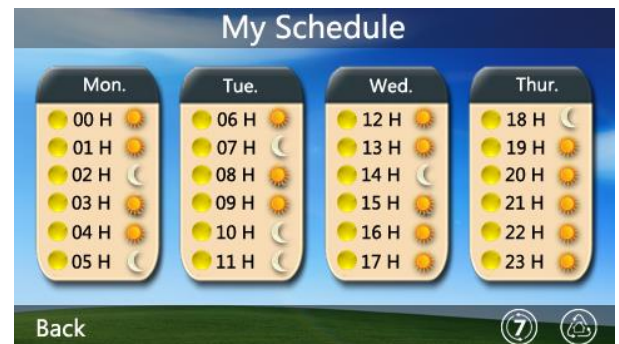 My Schedule
Mon.
00 H
01 H
02 H
03 H
04 H
05 H
Tue.
06 H
07 H
08 H
09 H
10 H
11 H
Wed.
12 H
13 H
14 H
15 H
16 H
17 H
Thur.
18 H
19 H
20 H
21 H
22 H
23 H
Back
7